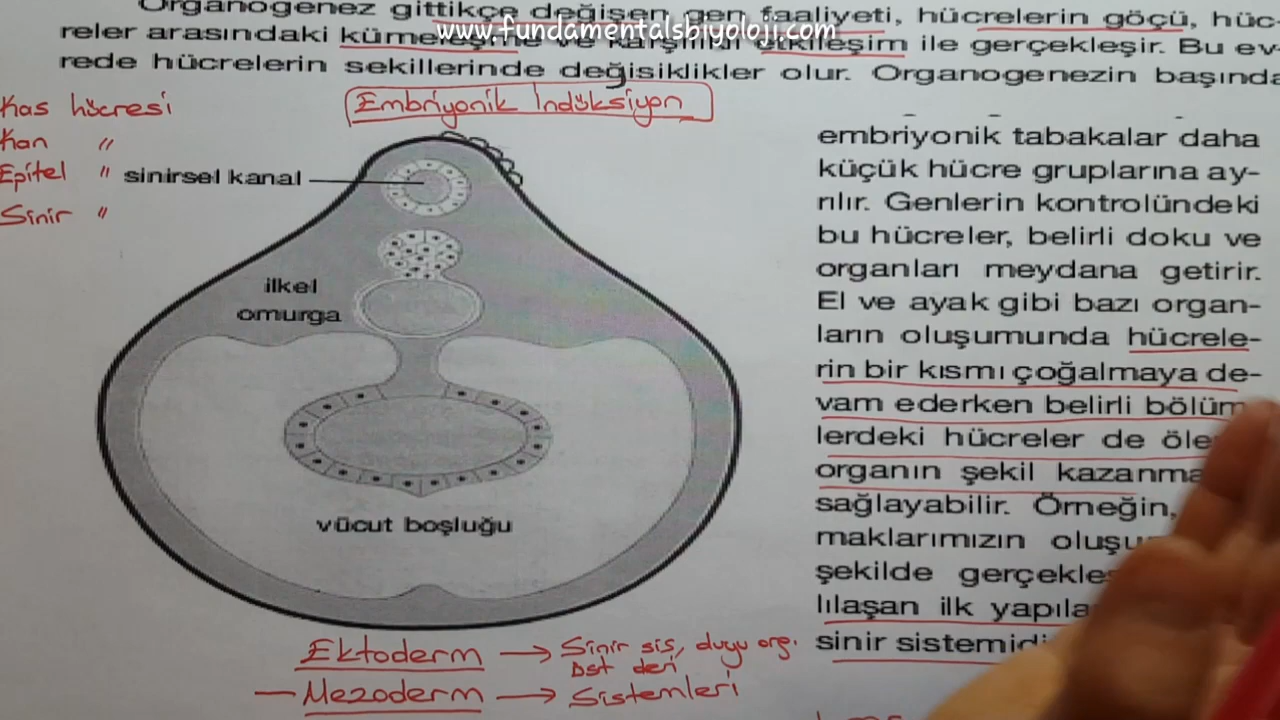 Organogenez gittikçe değişen gen faaliyeti, hücrelerin göçü, hüc-
www.fundamentalsbiyoloji.com
reler arasındaki kümeleşme ve karşılıklı etkileşim ile gerçekleşir. Bu ev-
rede hücrelerin sekillerinde değisiklikler olur. Organogenezin başında
Kas hücresi
Kan "
Epitel "
Sinir "
Embriyonik İndüksiyon
sinirsel kanal
ilkel
omurga
vücut boşluğu
embriyonik tabakalar daha
küçük hücre gruplarına ay-
rılır. Genlerin kontrolündeki
bu hücreler, belirli doku ve
organları meydana getirir.
El ve ayak gibi bazı organ-
ların oluşumunda hücrele-
rin bir kısmı çoğalmaya de-
vam ederken belirli bölüm
lerdeki hücreler de öle
organın şekil kazanma
sağlayabilir. Örneğin,
maklarımızın oluşu
şekilde gerçekleş
lılaşan ilk yapıla
sinir sistemidi
Ektoderm → Sinir sis, duyu org.
Üst deri
— Mezoderm → Sistemleri